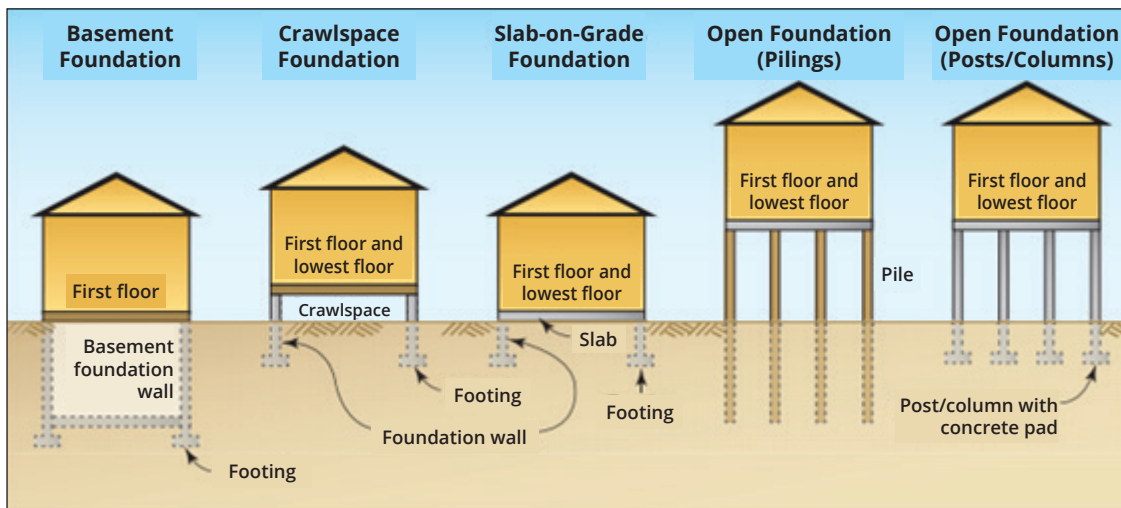 Basement
Foundation
Crawlspace
Foundation
Slab-on-Grade
Foundation
Open Foundation
(Pilings)
Open Foundation
(Posts/Columns)
First floor
Basement
foundation
wall
Footing
First floor and
lowest floor
Crawlspace
Footing
Foundation wall
First floor and
lowest floor
Slab
Footing
First floor and
lowest floor
Pile
First floor and
lowest floor
Post/column with
concrete pad